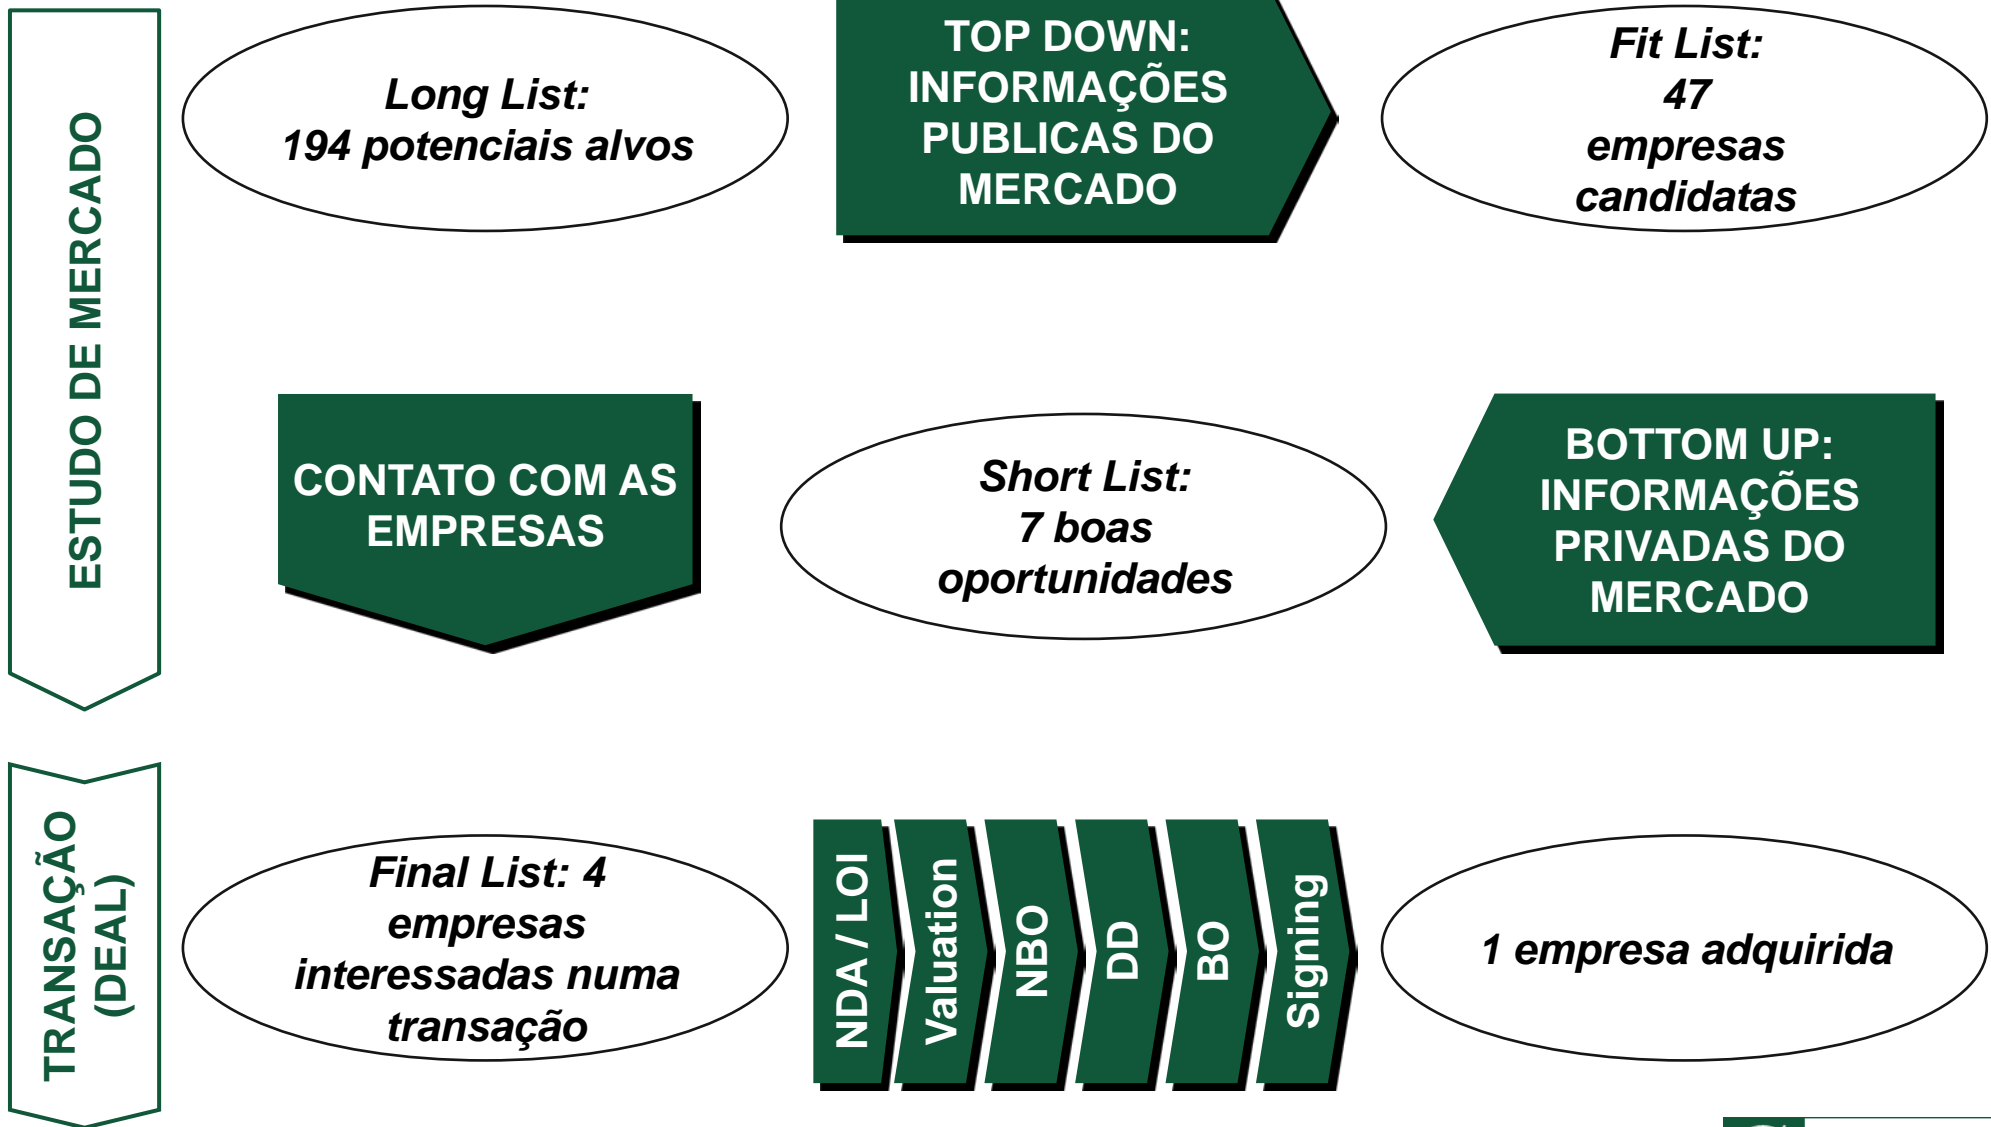 ESTUDO DE MERCADO
Long List:
194 potenciais alvos
TOP DOWN:
INFORMAÇÕES
PUBLICAS DO
MERCADO
Fit List:
47
empresas
candidatas
CONTATO COM AS
EMPRESAS
Short List:
7 boas
oportunidades
BOTTOM UP:
INFORMAÇÕES
PRIVADAS DO
MERCADO
TRANSAÇÃO
(DEAL)
Final List: 4
empresas
interessadas numa
transação
NDA / LOI
Valuation
NBO
DD
BO
Signing
1 empresa adquirida